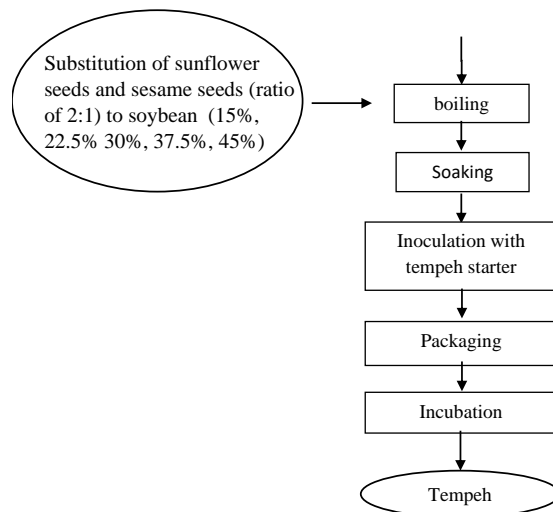 Substitution of sunflower
seeds and sesame seeds (ratio
of 2:1) to soybean (15%,
22.5% 30%, 37.5%, 45%)
boiling
Soaking
Inoculation with
tempeh starter
Packaging
Incubation
Tempeh